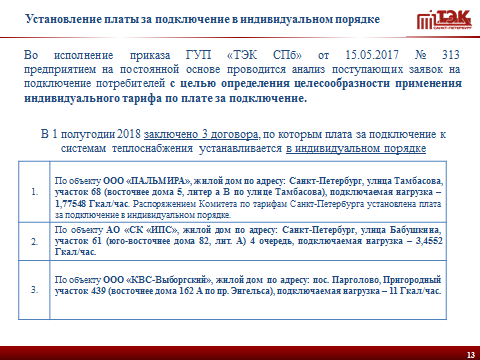 Установление платы за подключение в индивидуальном порядке
ТЭК
САНКТ-ПЕТЕРБУРГ
Во исполнение приказа ГУП «ТЭК СПб» от 15.05.2017 № 313
предприятием на постоянной основе проводится анализ поступающих заявок на
подключение потребителей с целью определения целесообразности применения
индивидуального тарифа по плате за подключение.
В 1 полугодии 2018 заключено 3 договора, по которым плата за подключение к
системам теплоснабжения устанавливается в индивидуальном порядке
1.
По объекту ООО «ПАЛЬМИРА», жилой дом по адресу: Санкт-Петербург, улица Тамбасова,
участок 68 (восточнее дома 5, литер а В по улице Тамбасова), подключаемая нагрузка –
1,77548 Гкал/час. Распоряжением Комитета по тарифам Санкт-Петербурга установлена плата
за подключение в индивидуальном порядке.
2.
По объекту АО «СК «ИПС», жилой дом по адресу: Санкт-Петербург, улица Бабушкина,
участок 61 (юго-восточнее дома 82, лит. А) 4 очередь, подключаемая нагрузка – 3,4552
Гкал/час.
3.
По объекту ООО «КВС-Выборгский», жилой дом по адресу: пос. Парголово, Пригородный
участок 439 (восточнее дома 162 А по пр. Энгельса), подключаемая нагрузка – 11 Гкал/час.
13